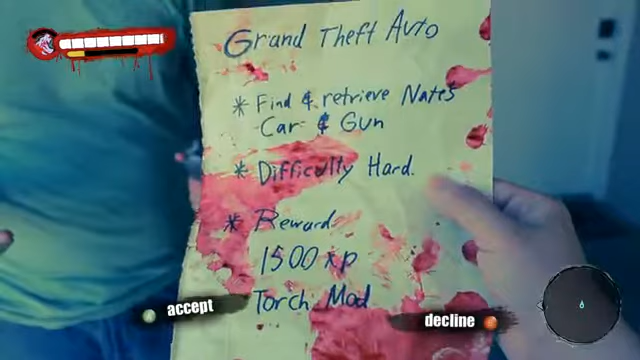 Grand Theft Auto
* Find & retrieve Nates
Car & Gun
* Difficulty Hard.
* Reward
1500 xp
Torch Mod
accept
decline